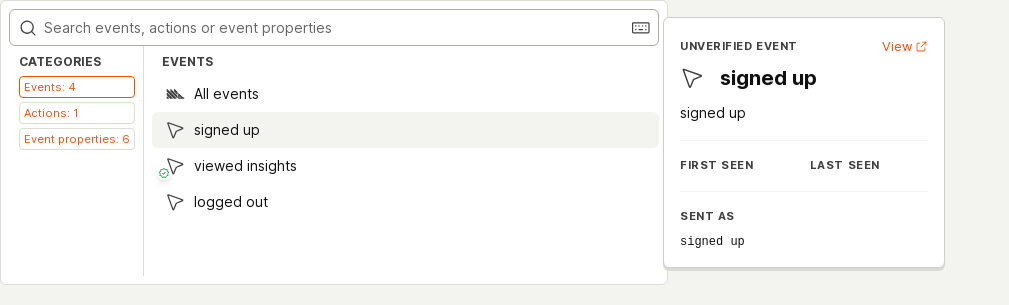 Search events, actions or event properties
CATEGORIES
Events: 4
Actions: 1
Event properties: 6
EVENTS
All events
signed up
viewed insights
logged out
UNVERIFIED EVENT
View
signed up
signed up
FIRST SEEN
LAST SEEN
SENT AS
signed up